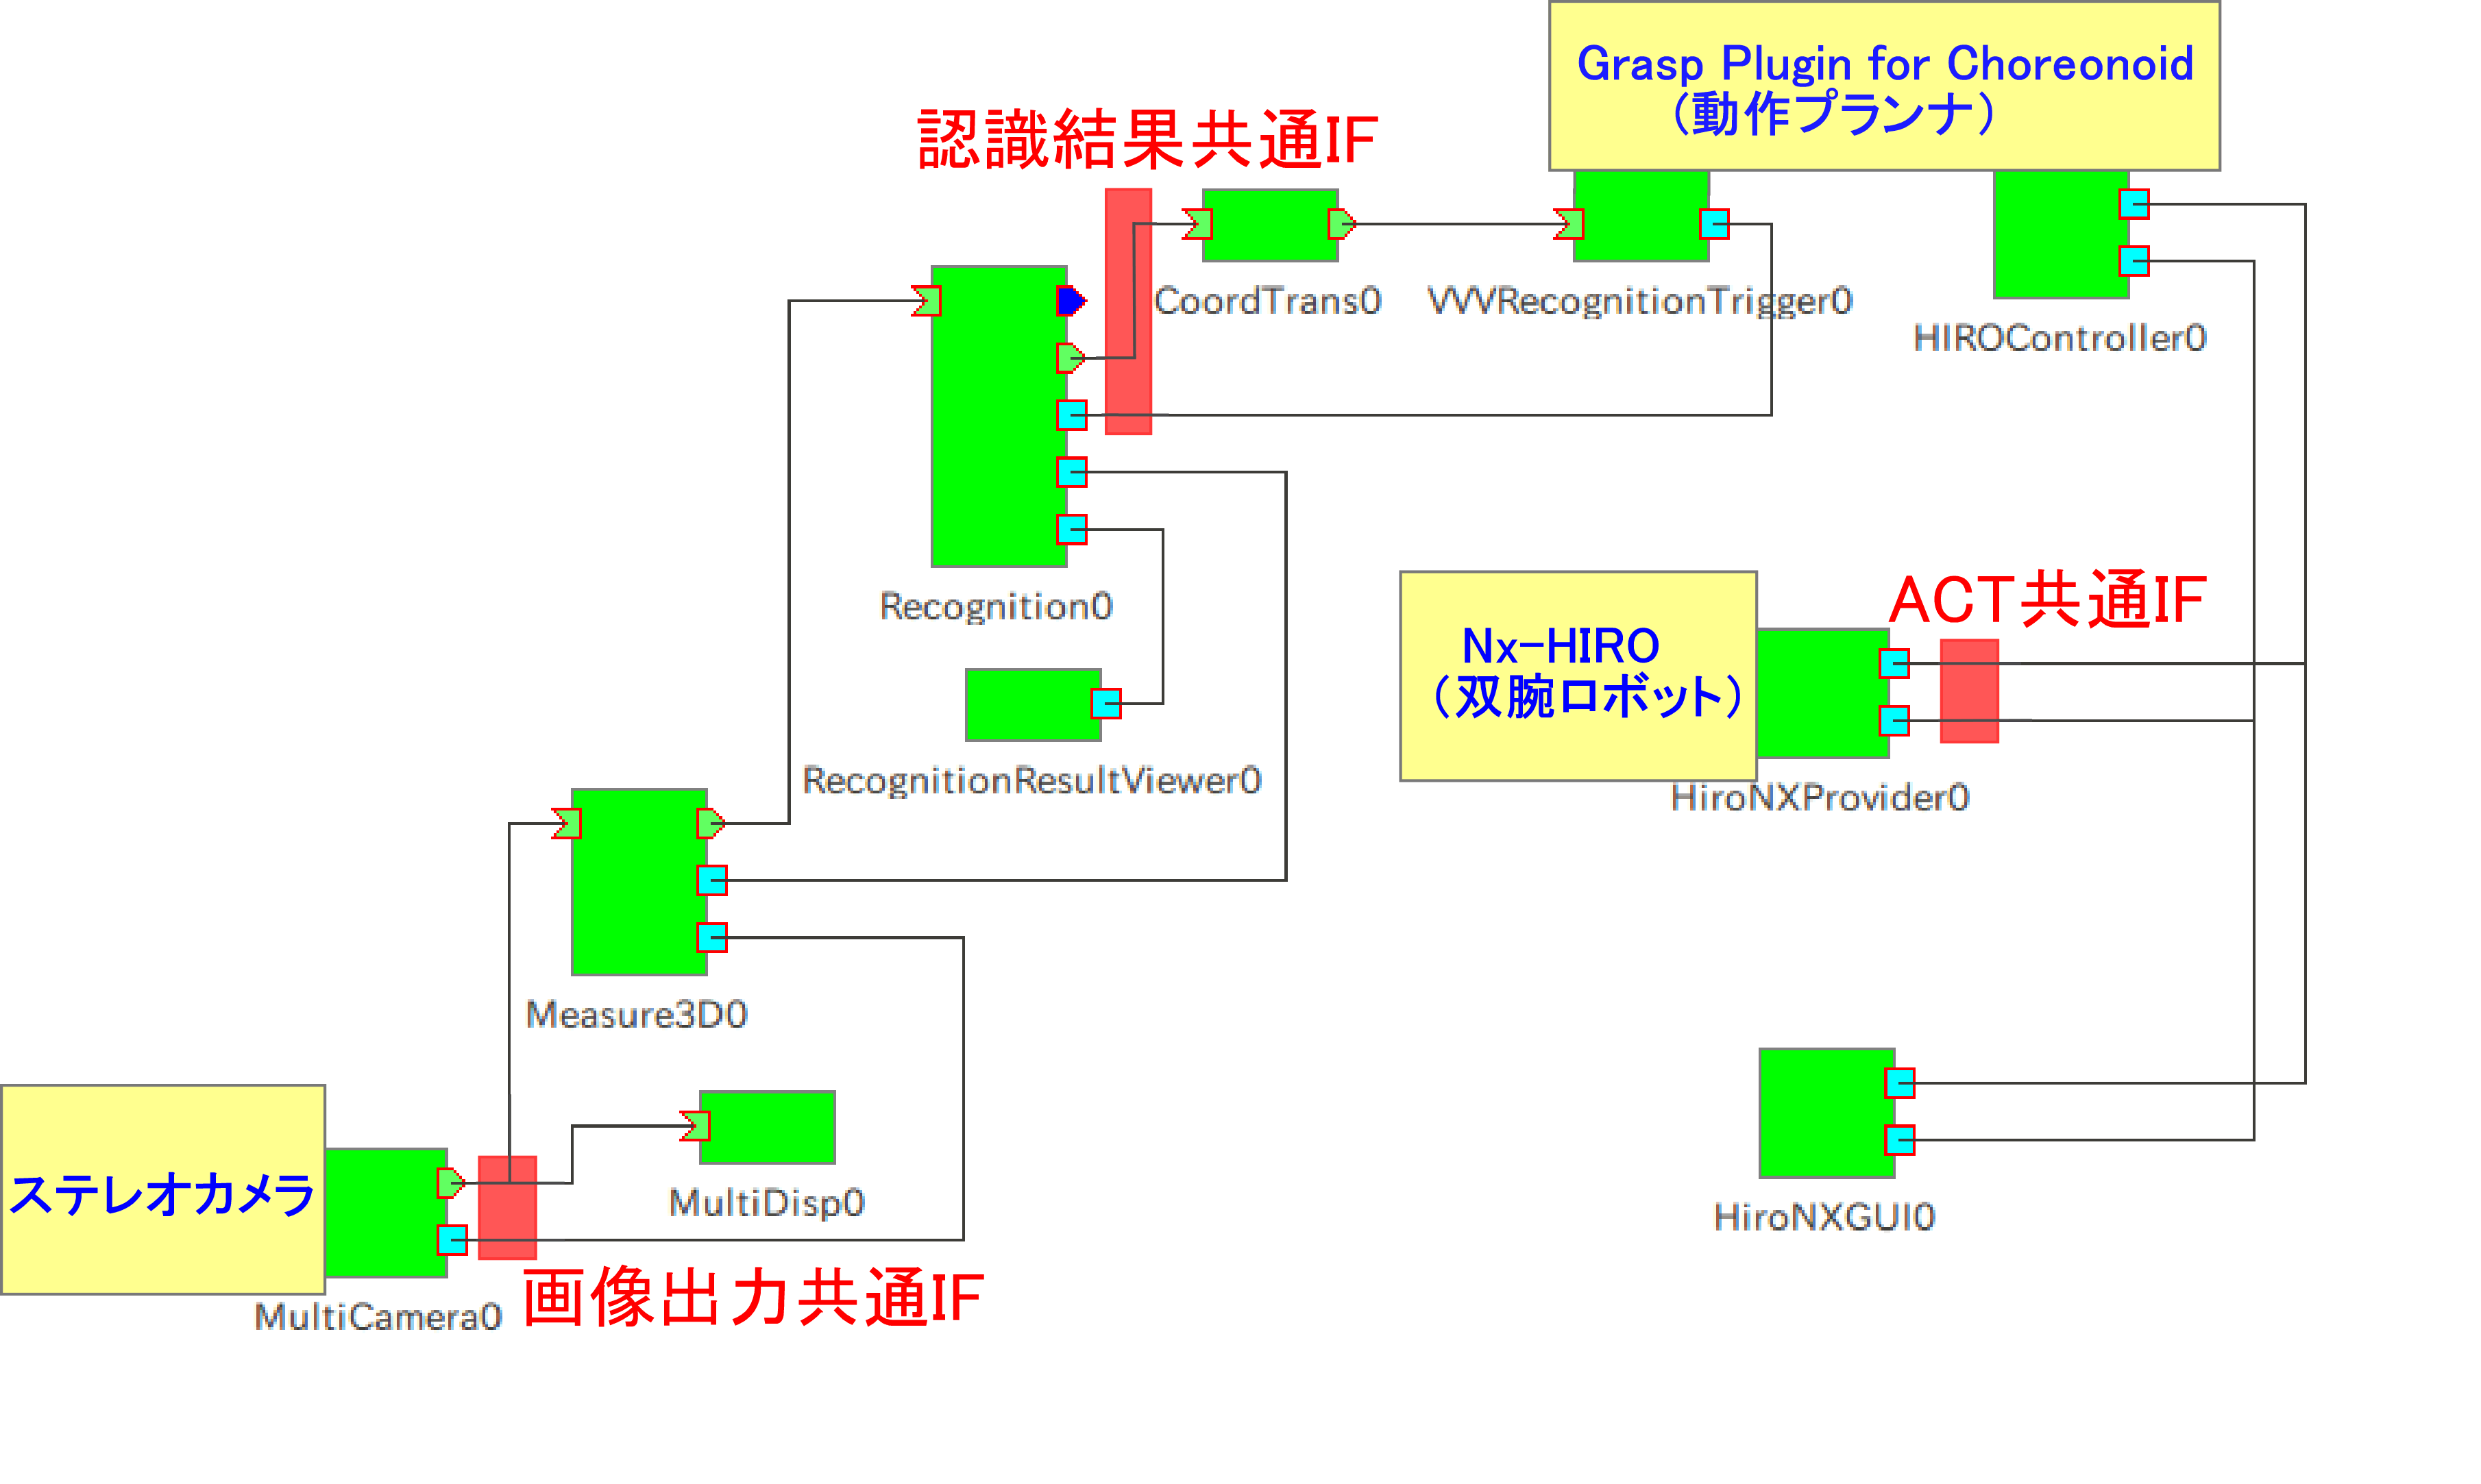 Grasp Plugin for Choreonoid
（動作プランナ）
認識結果共通IF
CoordTrans0
VVVRecognitionTrigger0
HIROController0
Recognition0
ACT共通IF
Nx-HIRO
（双腕ロボット）
RecognitionResultViewer0
HiroNXProvider0
Measure3D0
ステレオカメラ
MultiDisp0
HiroNXGUI0
画像出力共通IF
MultiCamera0